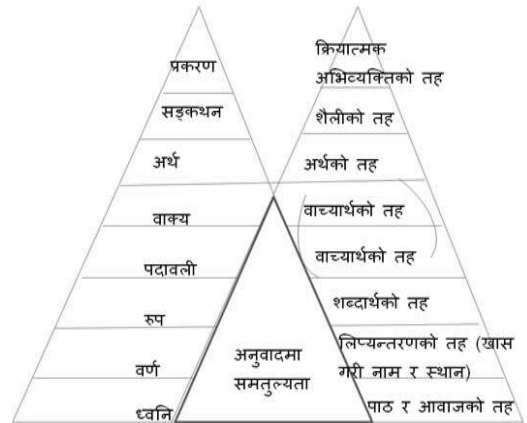 प्रकरण
सङ्कथन
अर्थ
वाक्य
पदावली
रुप
वर्ण
ध्वनि
अनुवादमा
समतुल्यता
क्रियात्मक
अभिव्यक्तिको तह
शैलीको तह
अर्थको तह
वाच्यार्थको तह
वाच्यार्थको तह
शब्दार्थको तह
लिप्यन्तरणको तह (खास
गरी नाम र स्थान)
पाठ र आवाजको तह